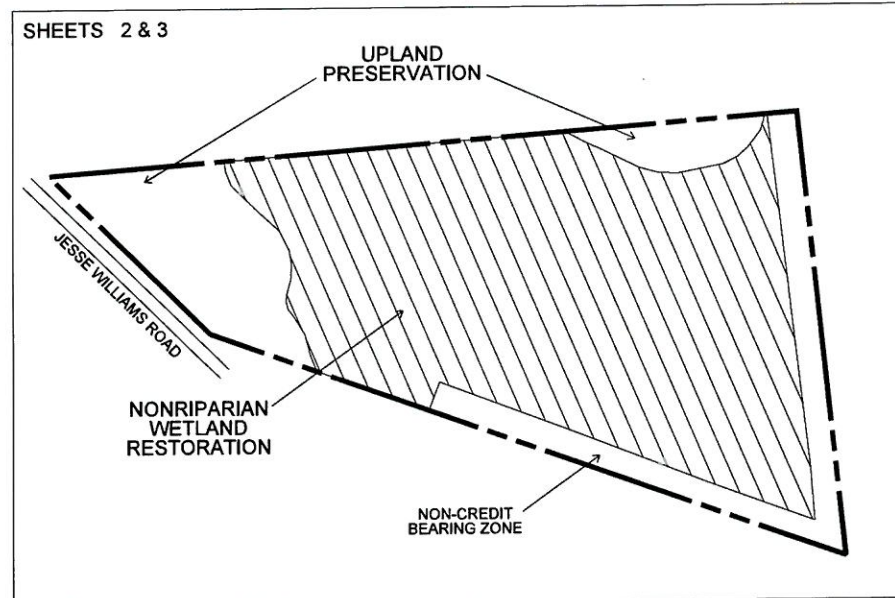 SHEETS 2 & 3
UPLAND
PRESERVATION
JESSE WILLIAMS ROAD
NONRIPARIAN
WETLAND
RESTORATION
NON-CREDIT
BEARING ZONE